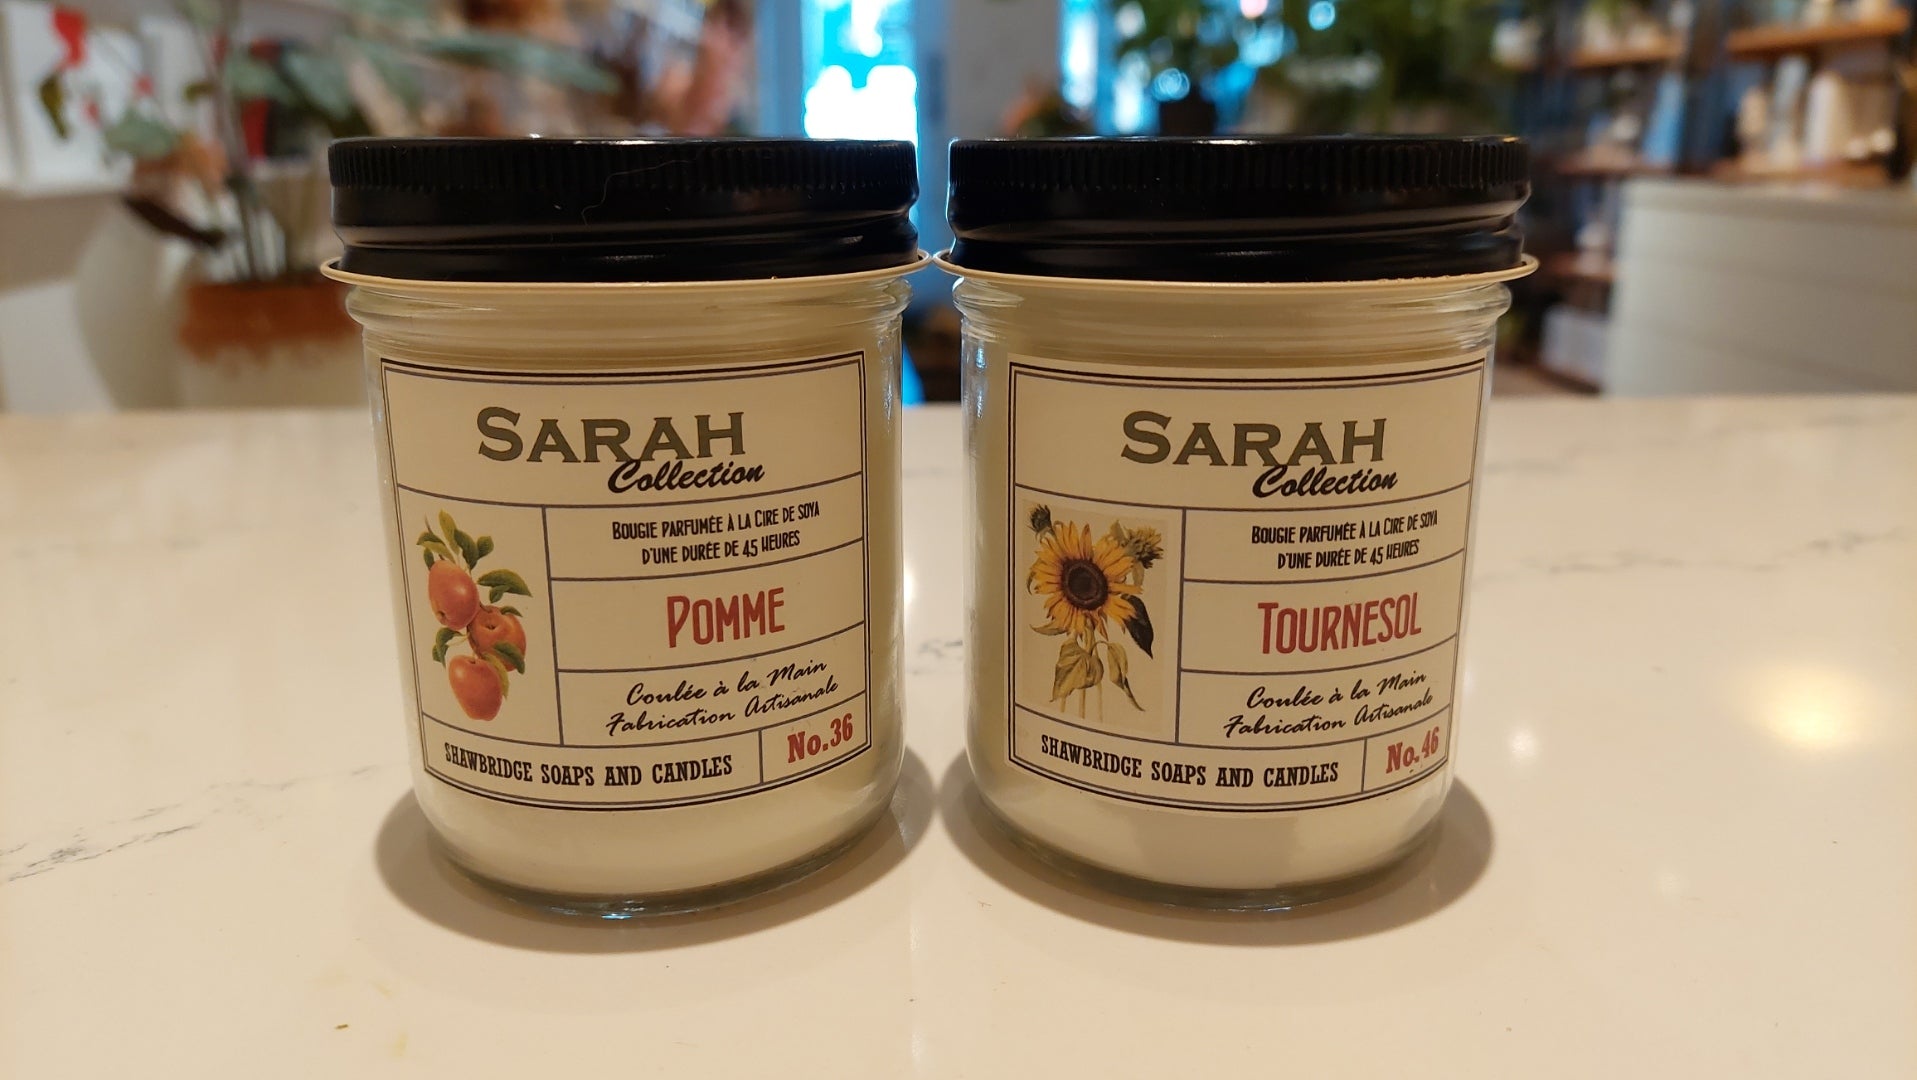 SARAH
Collection
BOUGIE PARFUMÉE À LA CIRE DE SOYA
D'UNE DURÉE DE 45 HEURES
POMME
Coulée à la Main
Fabrication Artisanale
SHAWBRIDGE SOAPS AND CANDLES
No.36
SARAH
Collection
BOUGIE PARFUMÉE À LA CIRE DE SOYA
D'UNE DURÉE DE 45 HEURES
TOURNESOL
Coulée à la Main
Fabrication Artisanale
SHAWBRIDGE SOAPS AND CANDLES
No.46